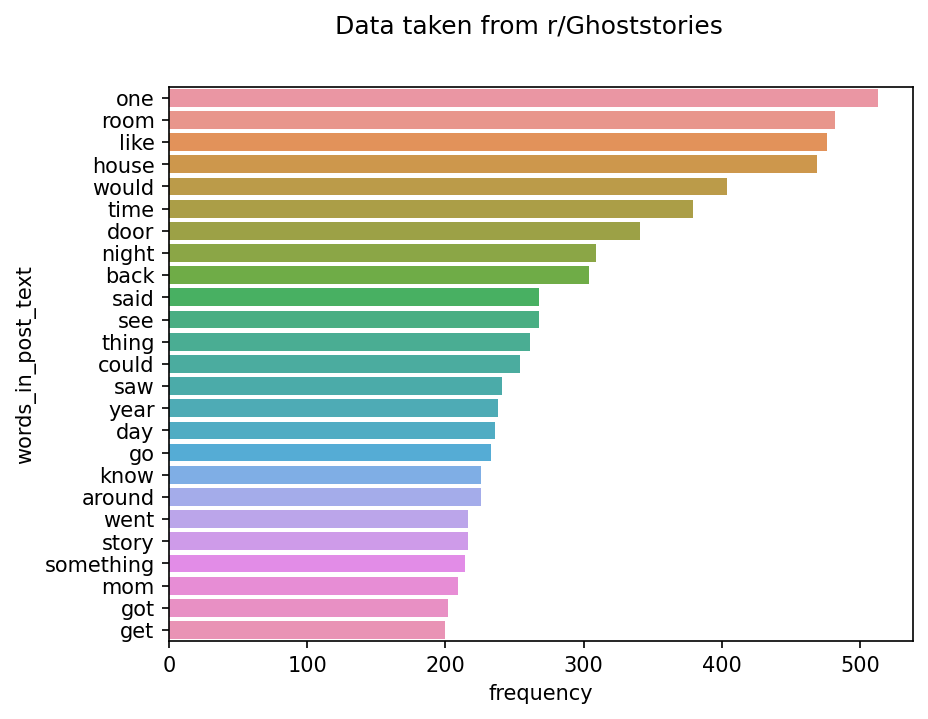 Data taken from r/Ghoststories
words_in_post_text
one
room
like
house
would
time
door
night
back
said
see
thing
could
saw
year
day
go
know
around
went
story
something
mom
got
get
0 100 200 300 400 500
frequency